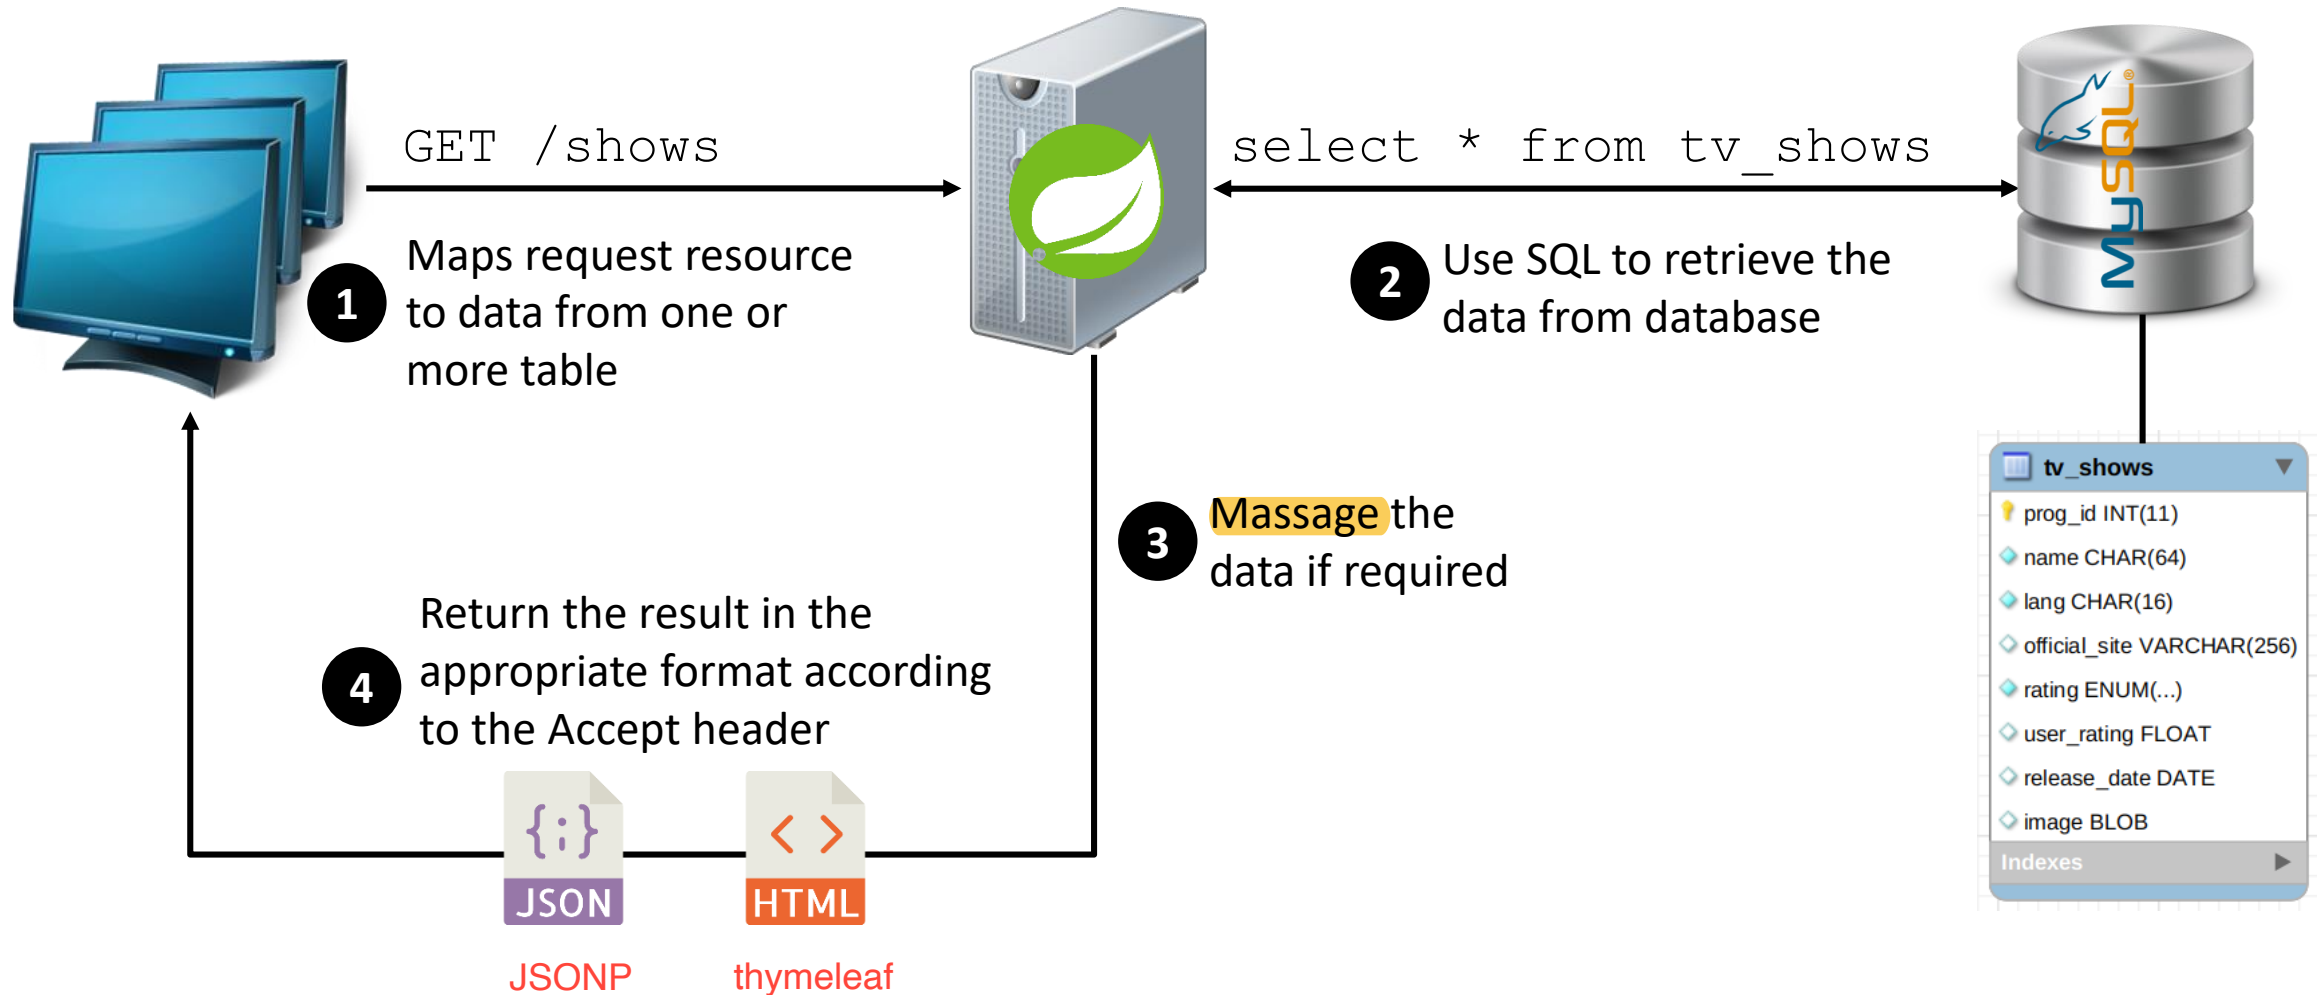 GET /shows
select * from tv_shows
MySQL®
1
Maps request resource
to data from one or
more table
2
Use SQL to retrieve the
data from database
3
Massage the
data if required
4
Return the result in the
appropriate format according
to the Accept header
{;}
JSON
< >
HTML
JSONP
thymeleaf
tv_shows
prog_id INT(11)
name CHAR(64)
lang CHAR(16)
official_site VARCHAR(256)
rating ENUM(...)
user_rating FLOAT
release_date DATE
image BLOB
Indexes